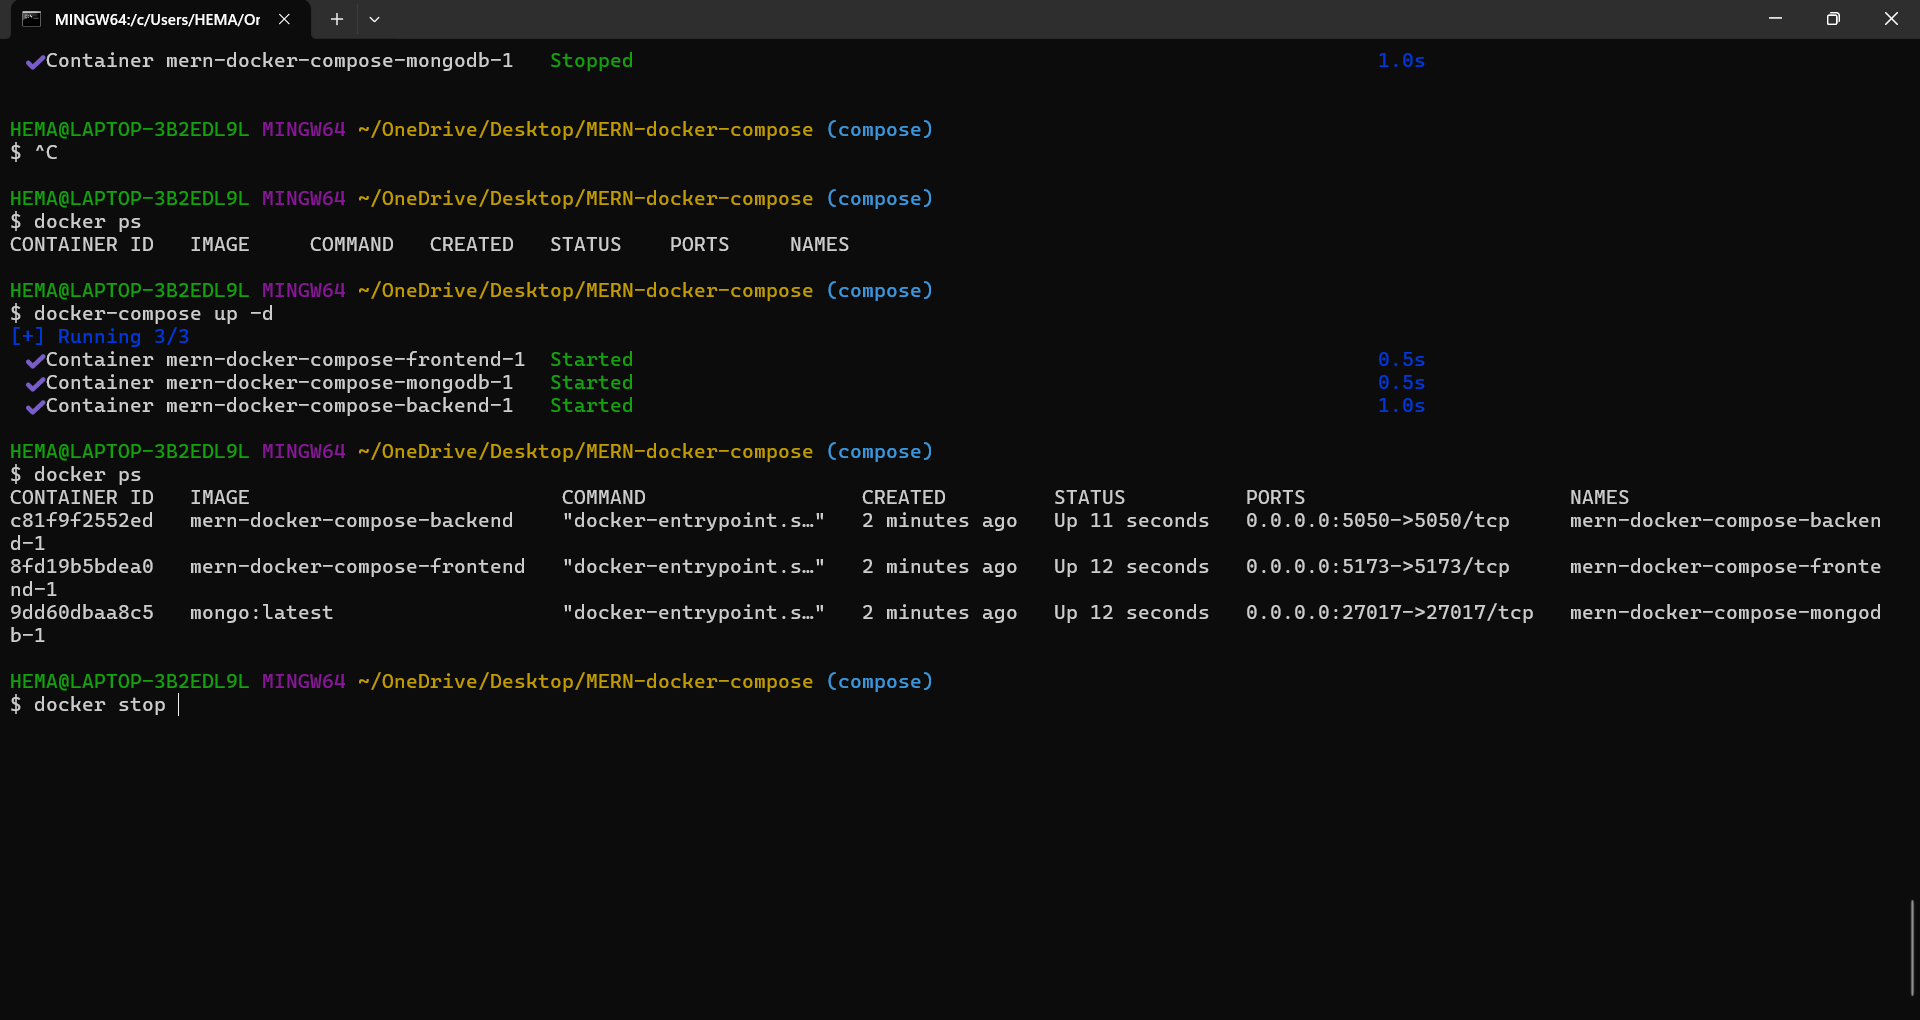 MINGW64:/c/Users/HEMA/Or
Container mern-docker-compose-mongodb-1 Stopped 1.0s
HEMA@LAPTOP-3B2EDL9L MINGW64 ~/OneDrive/Desktop/MERN-docker-compose (compose)
$ ^C
HEMA@LAPTOP-3B2EDL9L MINGW64 ~/OneDrive/Desktop/MERN-docker-compose (compose)
$ docker ps
CONTAINER ID IMAGE COMMAND CREATED STATUS PORTS NAMES
HEMA@LAPTOP-3B2EDL9L MINGW64 ~/OneDrive/Desktop/MERN-docker-compose (compose)
$ docker-compose up -d
[+] Running 3/3
Container mern-docker-compose-frontend-1 Started 0.5s
Container mern-docker-compose-mongodb-1 Started 0.5s
Container mern-docker-compose-backend-1 Started 1.0s
HEMA@LAPTOP-3B2EDL9L MINGW64 ~/OneDrive/Desktop/MERN-docker-compose (compose)
$ docker ps
CONTAINER ID IMAGE COMMAND CREATED STATUS PORTS NAMES
c81f9f2552ed mern-docker-compose-backend "docker-entrypoint.s…" 2 minutes ago Up 11 seconds 0.0.0.0:5050->5050/tcp mern-docker-compose-backen
d-1
8fd19b5bdea0 mern-docker-compose-frontend "docker-entrypoint.s…" 2 minutes ago Up 12 seconds 0.0.0.0:5173->5173/tcp mern-docker-compose-fronte
nd-1
9dd60dbaa8c5 mongo:latest "docker-entrypoint.s…" 2 minutes ago Up 12 seconds 0.0.0.0:27017->27017/tcp mern-docker-compose-mongod
b-1
HEMA@LAPTOP-3B2EDL9L MINGW64 ~/OneDrive/Desktop/MERN-docker-compose (compose)
$ docker stop